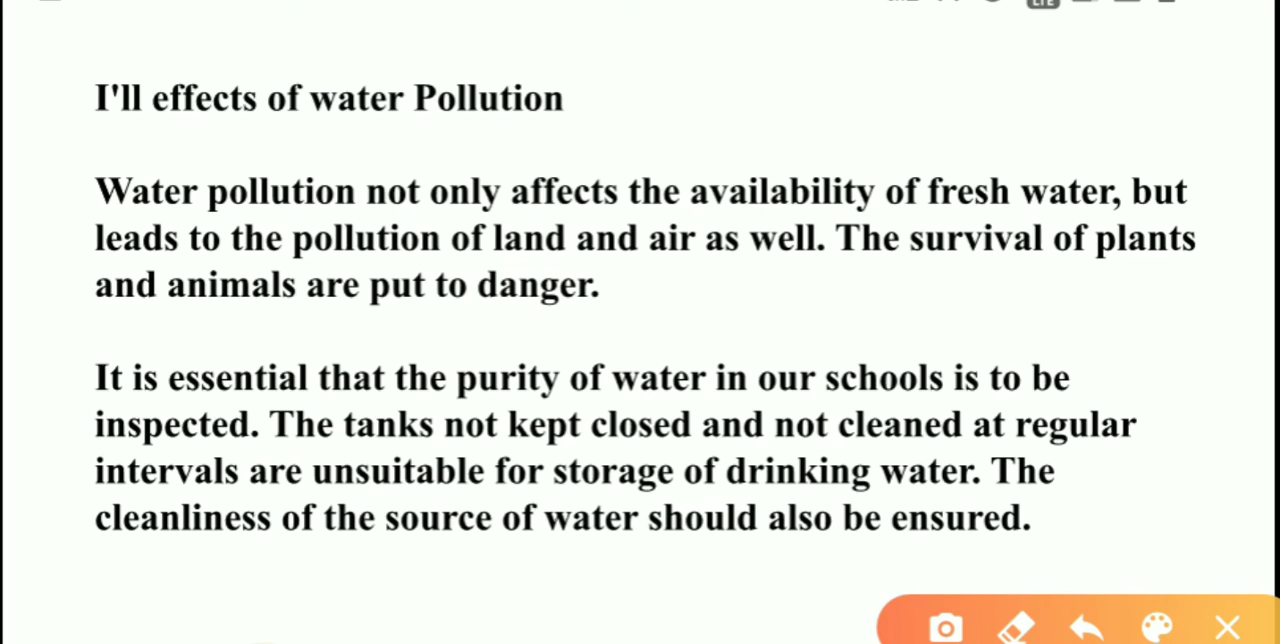 I'll effects of water Pollution
Water pollution not only affects the availability of fresh water, but
leads to the pollution of land and air as well. The survival of plants
and animals are put to danger.
It is essential that the purity of water in our schools is to be
inspected. The tanks not kept closed and not cleaned at regular
intervals are unsuitable for storage of drinking water. The
cleanliness of the source of water should also be ensured.